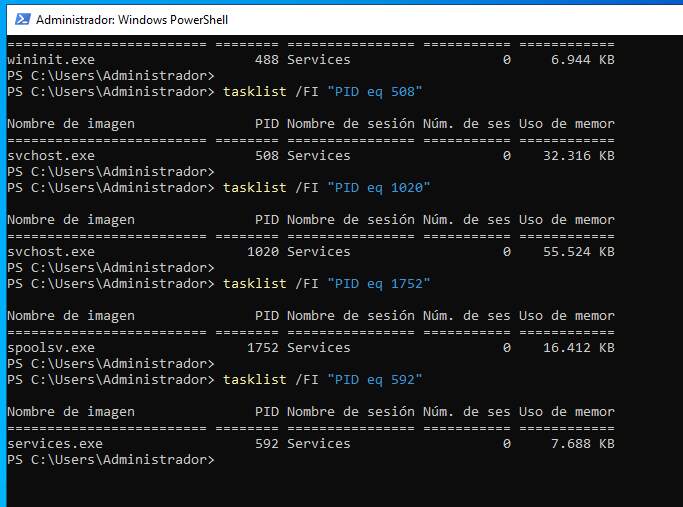 Administrador: Windows PowerShell
========================= ======== ================ =========== ============
wininit.exe                    488 Services                   0     6.944 KB
PS C:\Users\Administrador>
PS C:\Users\Administrador> tasklist /FI "PID eq 508"

Nombre de imagen               PID Nombre de sesión Núm. de ses Uso de memor
========================= ======== ================ =========== ============
svchost.exe                    508 Services                   0    32.316 KB
PS C:\Users\Administrador>
PS C:\Users\Administrador> tasklist /FI "PID eq 1020"

Nombre de imagen               PID Nombre de sesión Núm. de ses Uso de memor
========================= ======== ================ =========== ============
svchost.exe                   1020 Services                   0    55.524 KB
PS C:\Users\Administrador>
PS C:\Users\Administrador> tasklist /FI "PID eq 1752"

Nombre de imagen               PID Nombre de sesión Núm. de ses Uso de memor
========================= ======== ================ =========== ============
spoolsv.exe                   1752 Services                   0    16.412 KB
PS C:\Users\Administrador>
PS C:\Users\Administrador> tasklist /FI "PID eq 592"

Nombre de imagen               PID Nombre de sesión Núm. de ses Uso de memor
========================= ======== ================ =========== ============
services.exe                   592 Services                   0     7.688 KB
PS C:\Users\Administrador>